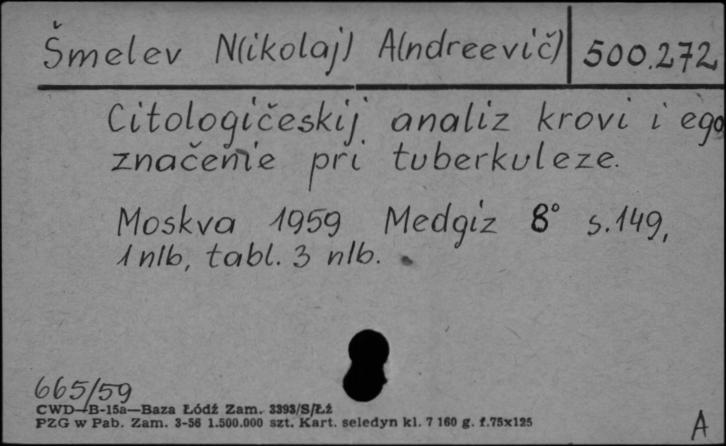 Šmelev N(ikolaj) A(ndreevič) 500.272
Citologičeskij analiz krovi i ego
značenie pri tuberkuleze.
Moskva 1959 Medgiz 8° s.149,
1 nlb, tabl. 3 nlb.
665/59
CWD—B-15a—Baza Łódź Zam. 3393/S/Łź
PZG w Pab. Zam. 3-56 1.500.000 szt. Kart. seledyn kl. 7 160 g. f.75x125
A